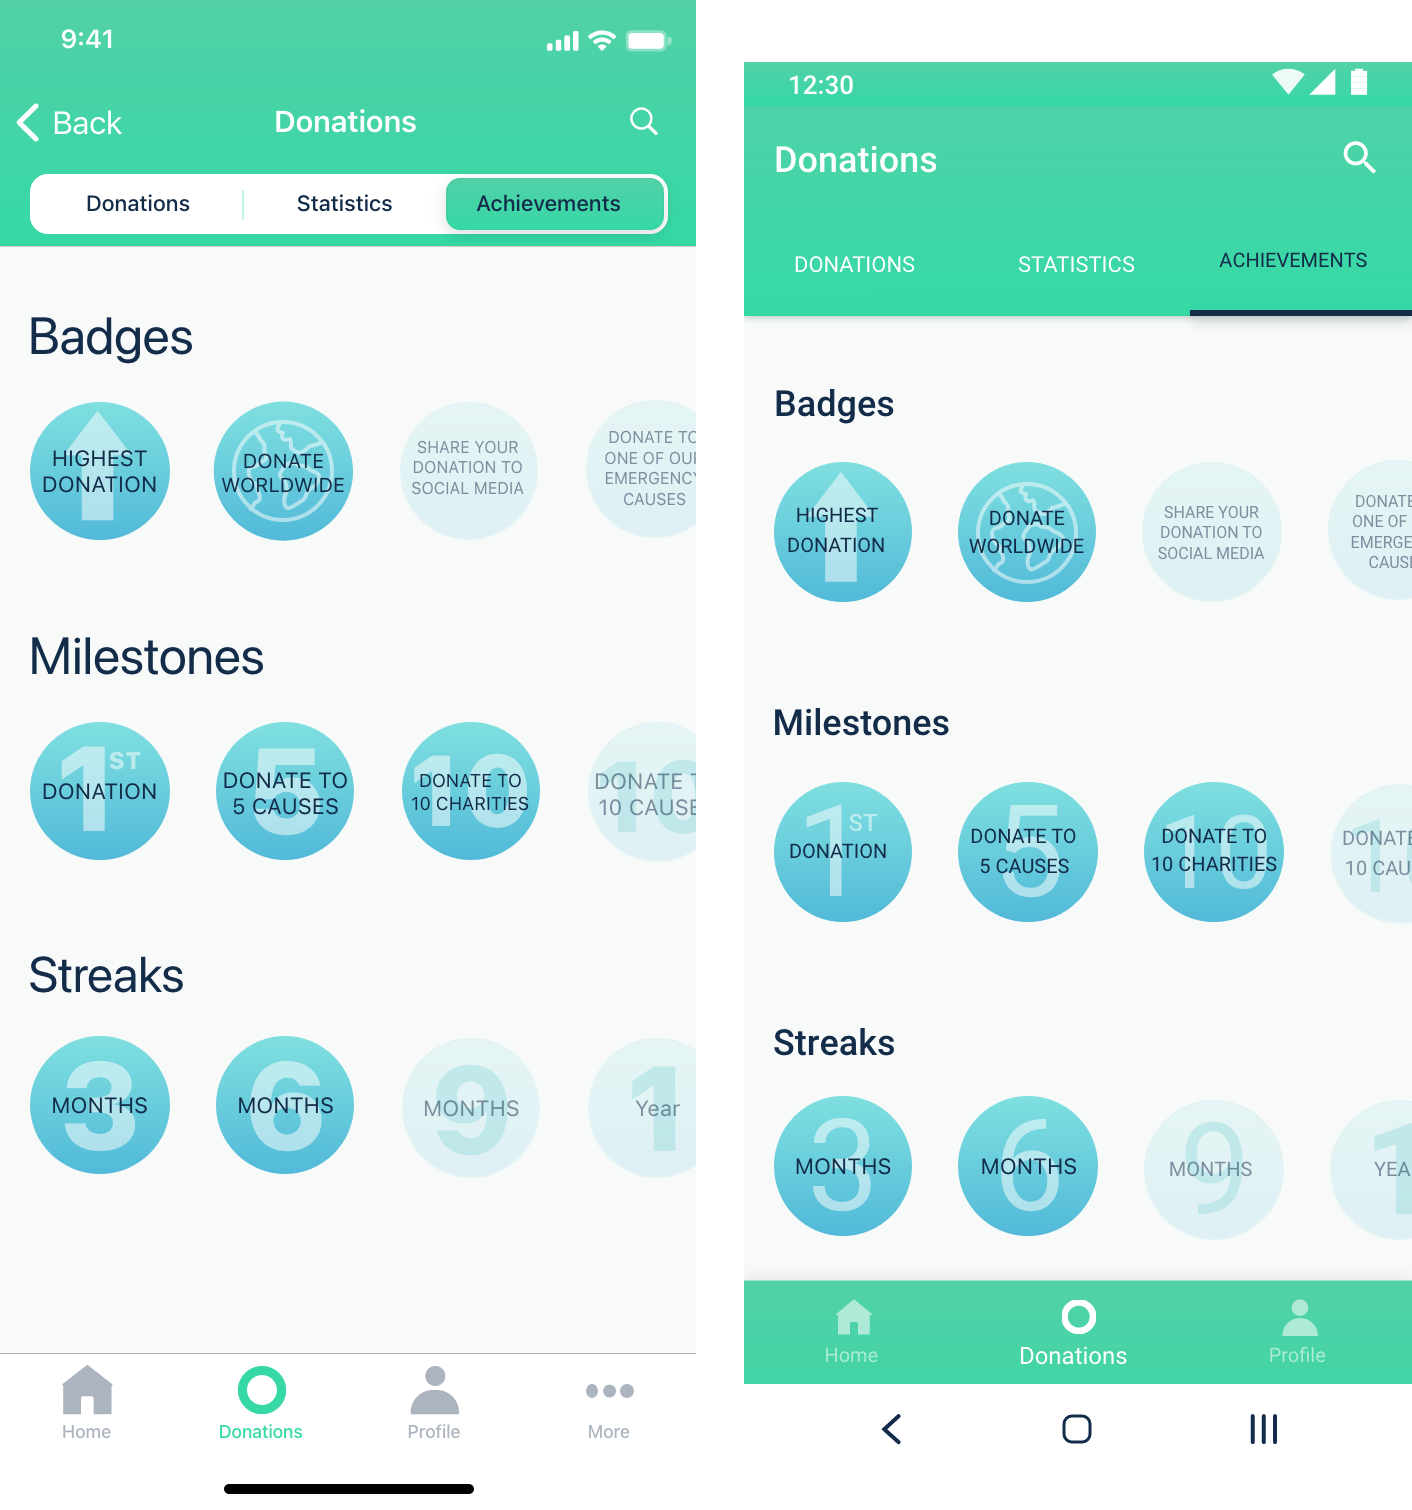 9:41
Back
Donations
Donations
Statistics
Achievements
Badges
HIGHEST
DONATION
DONATE
WORLDWIDE
SHARE YOUR
DONATION TO
SOCIAL MEDIA
DONATE TO
ONE OF OUR
EMERGENCY
CAUSES
Milestones
1ST
DONATION
5
DONATE TO
5 CAUSES
10
DONATE TO
10 CHARITIES
10
DONATE T
10 CAUSE
Streaks
3
MONTHS
6
MONTHS
9
MONTHS
1
Year
Home
Donations
Profile
More
12:30
Donations
DONATIONS
STATISTICS
ACHIEVEMENTS
Badges
HIGHEST
DONATION
DONATE
WORLDWIDE
SHARE YOUR
DONATION TO
SOCIAL MEDIA
DONATE
ONE OF
EMERGE
CAUS
Milestones
1ST
DONATION
5
DONATE TO
5 CAUSES
10
DONATE TO
10 CHARITIES
1
DONATE
10 CAU
Streaks
3
MONTHS
6
MONTHS
9
MONTHS
1
YEA
Home
Donations
Profile